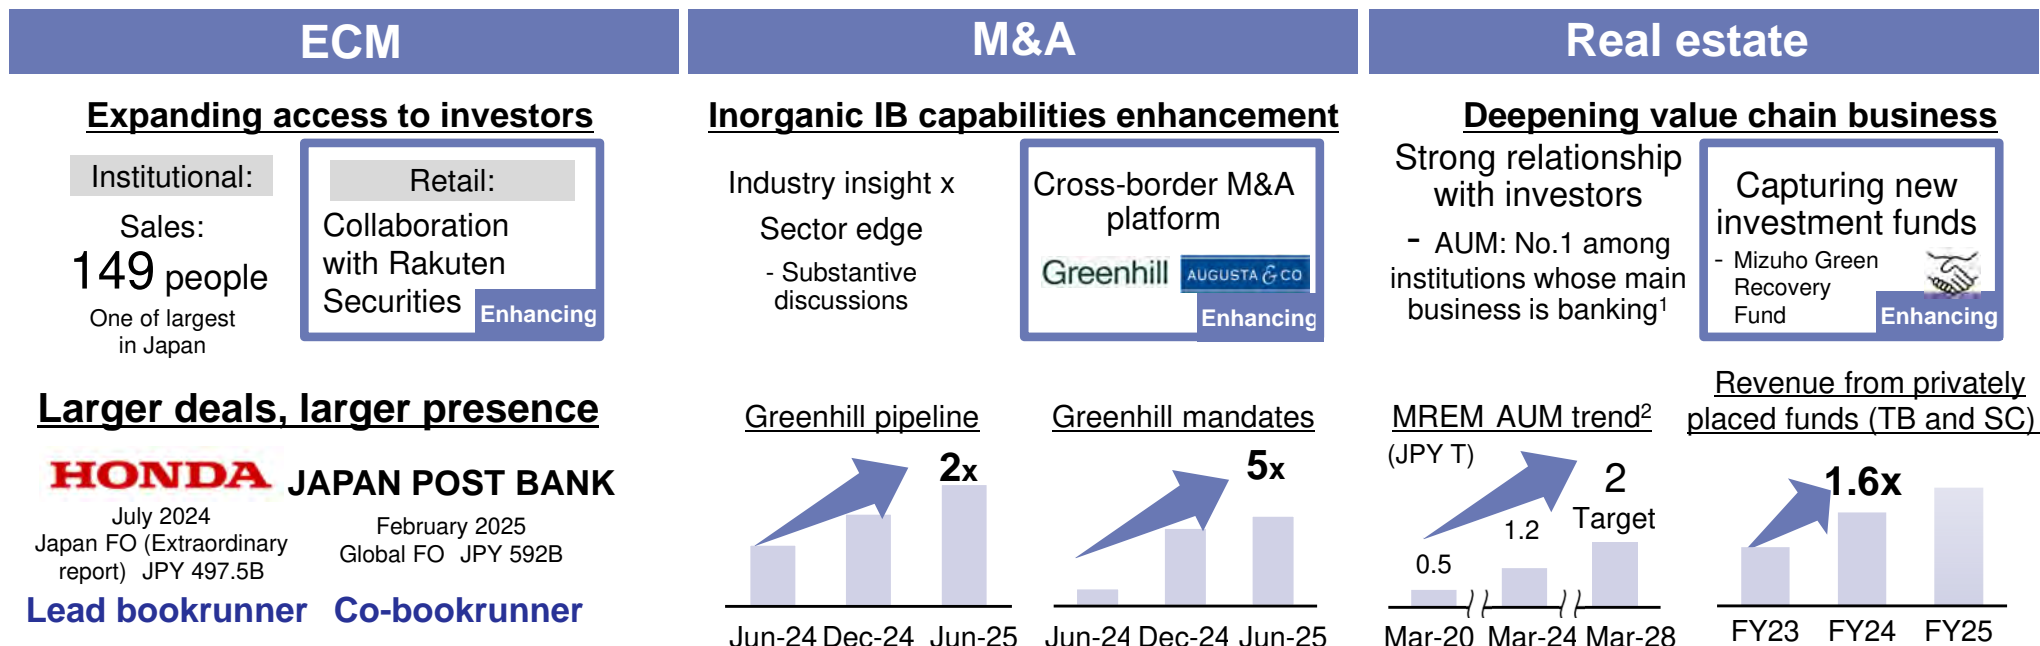 ECM
Expanding access to investors
Institutional:
Sales:
149 people
One of largest
in Japan
Retail:
Collaboration
with Rakuten
Securities
Enhancing
Larger deals, larger presence
HONDA
July 2024
Japan FO (Extraordinary
report) JPY 497.5B
Lead bookrunner
JAPAN POST BANK
February 2025
Global FO JPY 592B
Co-bookrunner
M&A
Inorganic IB capabilities enhancement
Industry insight x
Sector edge
- Substantive
discussions
Cross-border M&A
platform
Greenhill
AUGUSTA & CO
Enhancing
Greenhill pipeline
2x
Jun-24 Dec-24 Jun-25
Greenhill mandates
5x
Jun-24 Dec-24 Jun-25
Real estate
Deepening value chain business
Strong relationship
with investors
- AUM: No.1 among
institutions whose main
business is banking¹
Capturing new
investment funds
- Mizuho Green
Recovery
Fund
Enhancing
MREM AUM trend²
(JPY T)
0.5
1.2
2
Target
Mar-20 Mar-24 Mar-28
Revenue from privately
placed funds (TB and SC)
1.6x
FY23 FY24 FY25